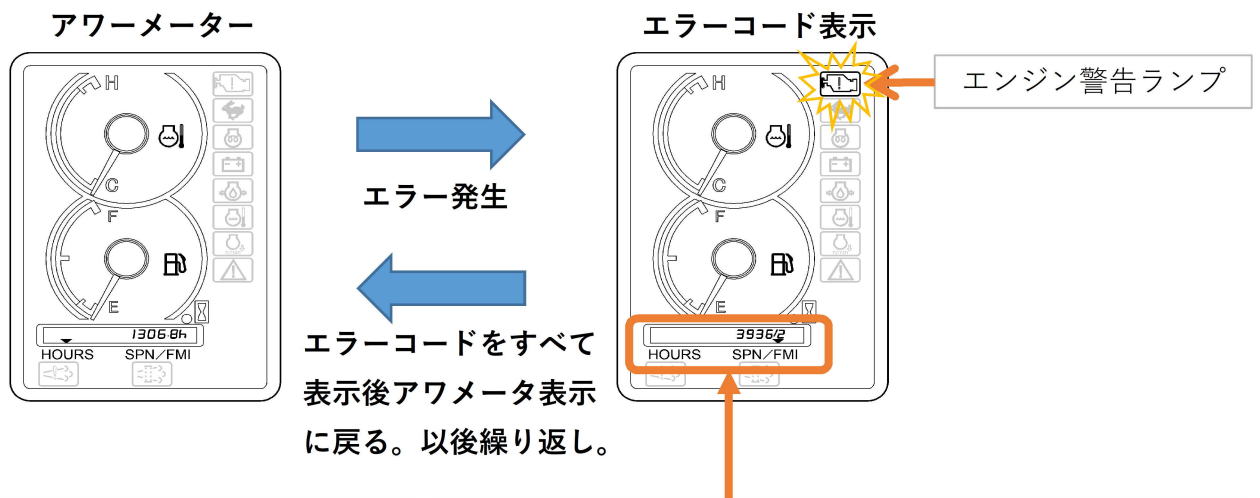 アワーメーター
エラーコード表示
エンジン警告ランプ
H
C
F
E
1306.8h
HOURS SPN/FMI
エラー発生
エラーコードをすべて
表示後アワメータ表示
に戻る。以後繰り返し。
H
C
F
E
3936/2
HOURS SPN/FMI